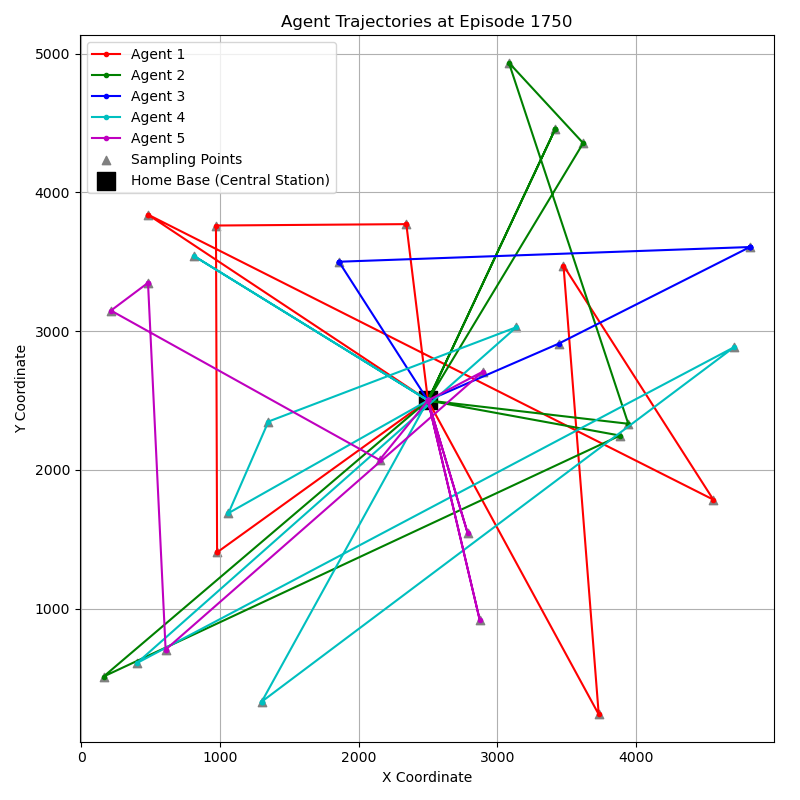 Agent Trajectories at Episode 1750
Agent 1
Agent 2
Agent 3
Agent 4
Agent 5
Sampling Points
Home Base (Central Station)
Y Coordinate
5000
4000
3000
2000
1000
0
1000
2000
3000
4000
X Coordinate